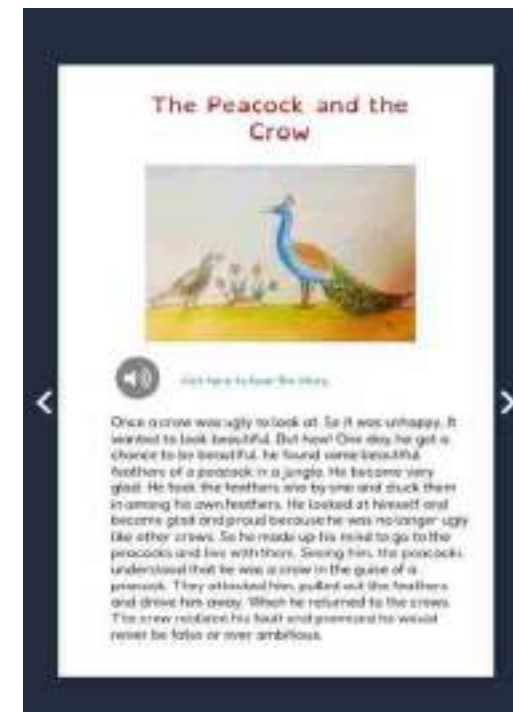 The Peacock and the
Crow
click here to hear the story
Once a crow was ugly to look at. So it was unhappy. It
wanted to look beautiful. But how! One day, he got a
chance to be beautiful. he found some beautiful
feathers of a peacock in a jungle. He became very
glad. He took the feathers one by one and stuck them
in among his own feathers. He looked at himself and
became glad and proud because he was no longer ugly
like other crows. So he made up his mind to go to the
peacocks and live with them. Seeing him, the peacocks
understood that he was a crow in the guise of a
peacock. They attacked him, pulled out the feathers
and drove him away. When he returned to the crows.
The crow realized his fault and promised he would
never be false or over ambitious.